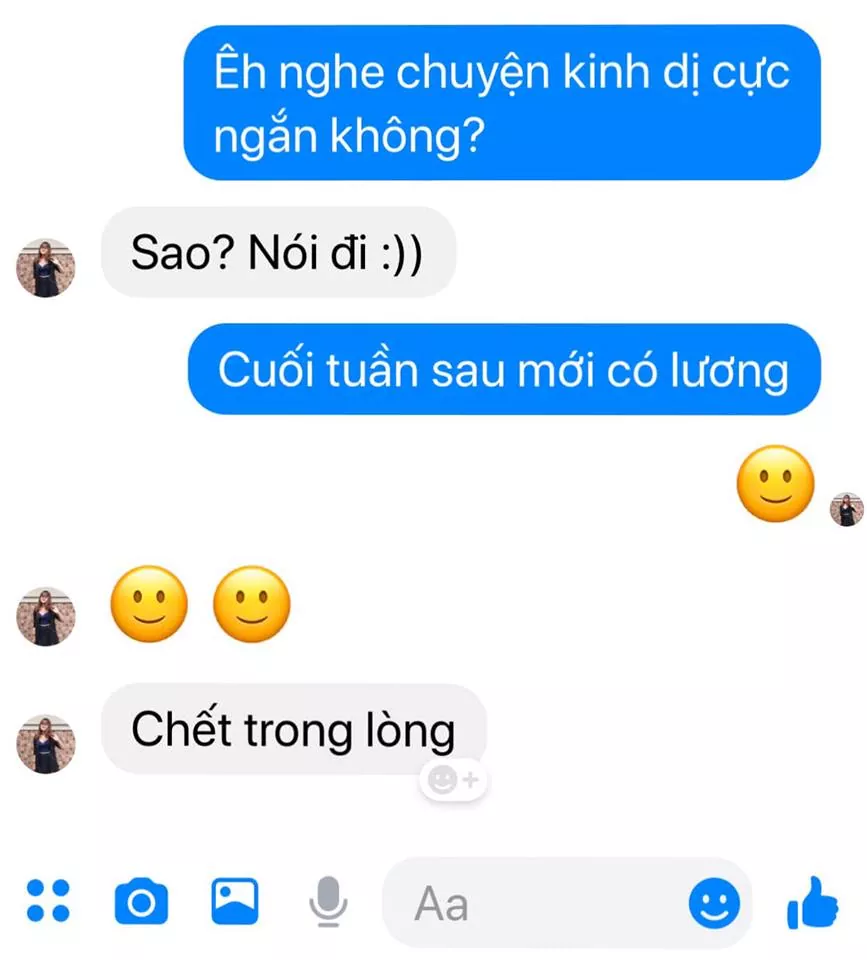 Êh nghe chuyện kinh dị cực
ngắn không?
Sao? Nói đi :))
Cuối tuần sau mới có lương
Chết trong lòng
Aa